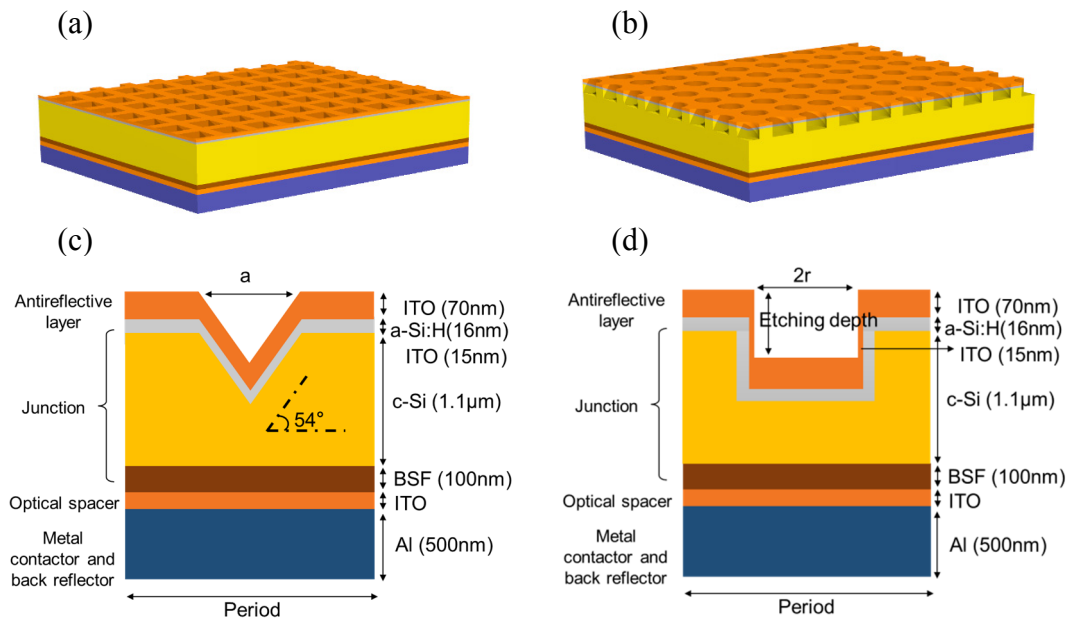 (a)
(b)
(c)
a
Antireflective
layer
Junction
Optical spacer
Metal
contactor and
back reflector
54°
ITO (70nm)
a-Si:H(16nm)
ITO (15nm)
c-Si (1.1μm)
BSF (100nm)
ITO
Al (500nm)
Period
(d)
2r
Etching depth
Antireflective
layer
Junction
Optical spacer
Metal
contactor and
back reflector
ITO (70nm)
a-Si:H(16nm)
ITO (15nm)
c-Si (1.1μm)
BSF (100nm)
ITO
Al (500nm)
Period